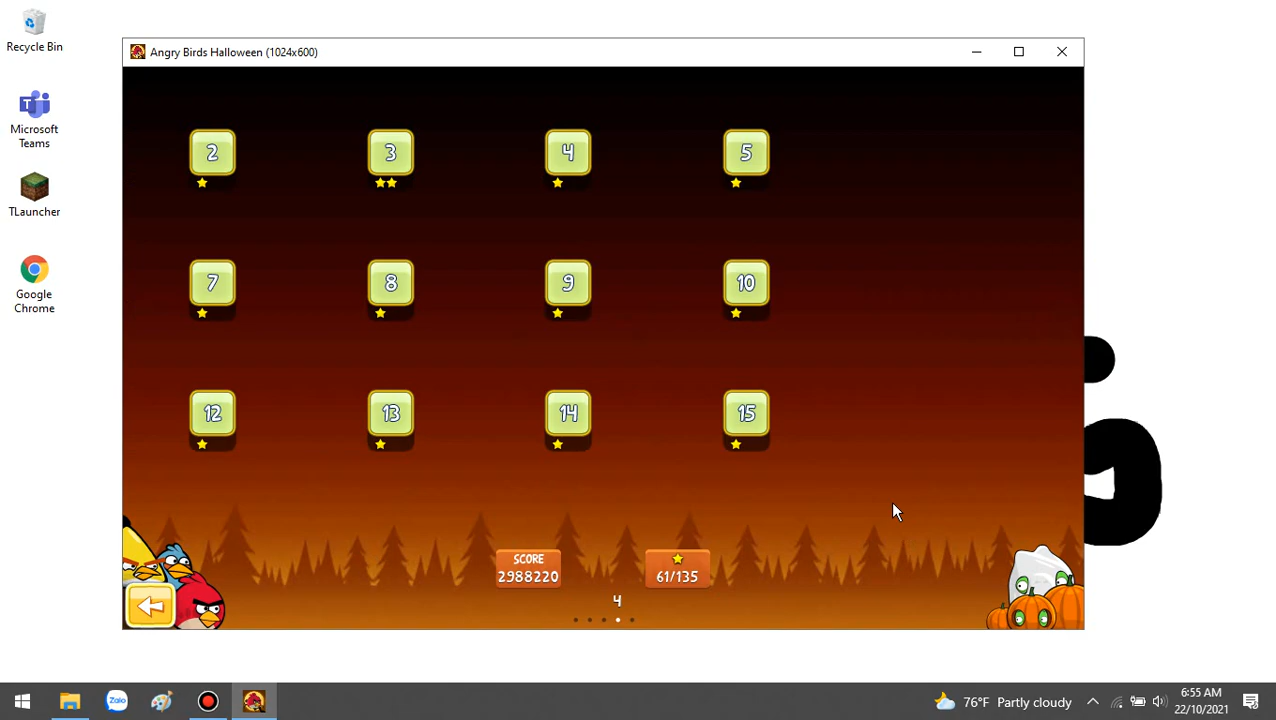 Recycle Bin
Microsoft
Teams
TLauncher
Google
Chrome
Angry Birds Halloween (1024x600)
2
3
4
5
7
8
9
10
12
13
14
15
SCORE
2988220
61/135
4
Zalo
76°F Partly cloudy
6:55 AM
22/10/2021